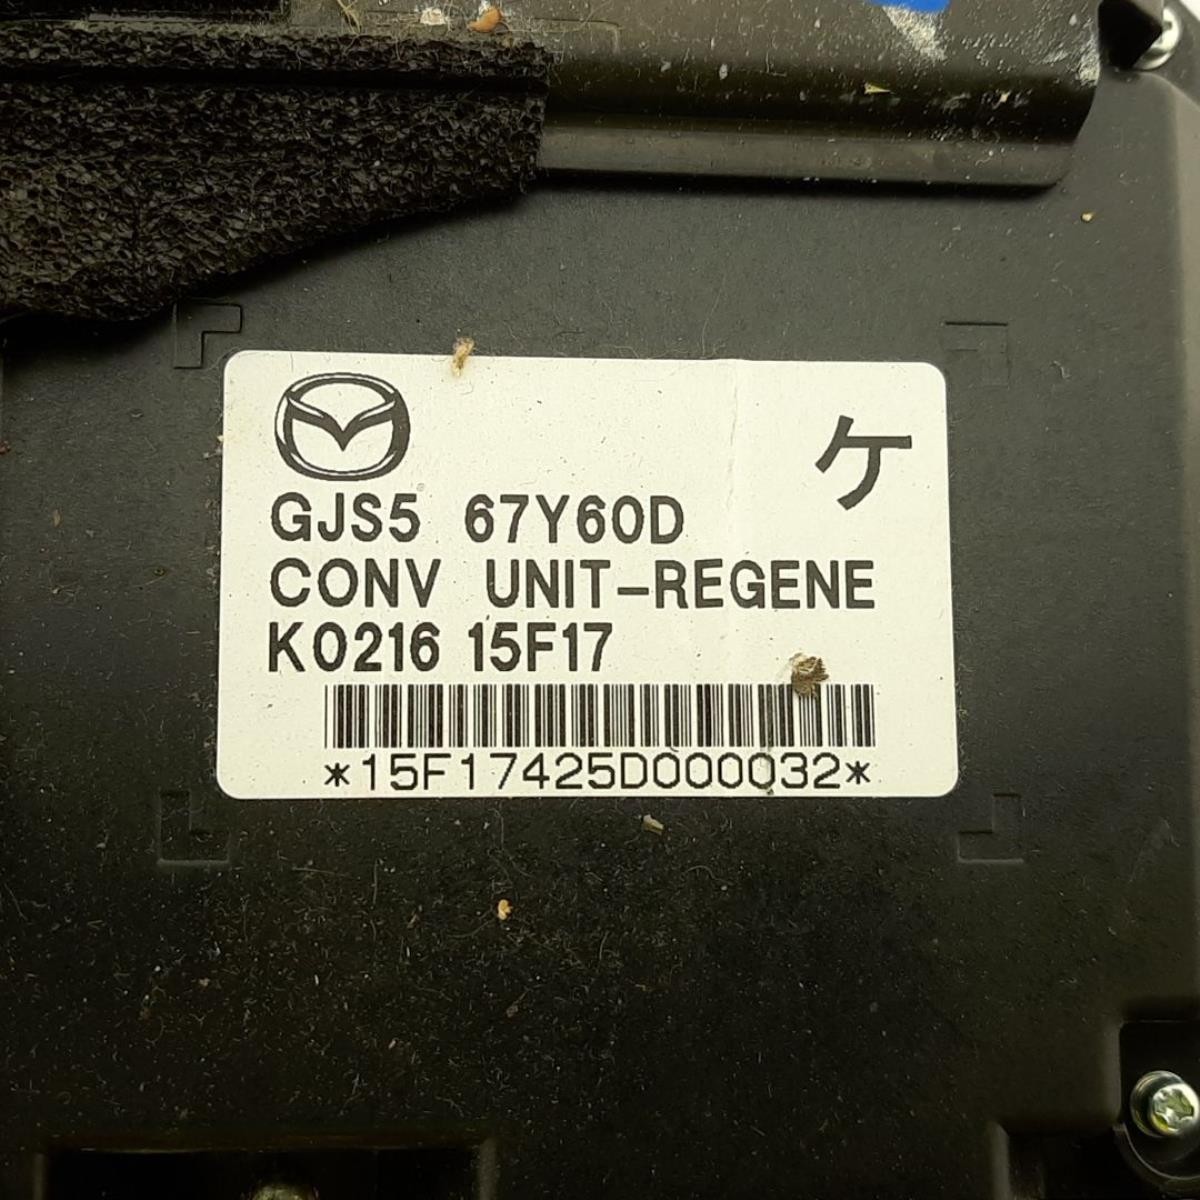 ケ
GJS5 67Y60D
CONV UNIT-REGENE
K0216 15F17
*15F17425D000032*